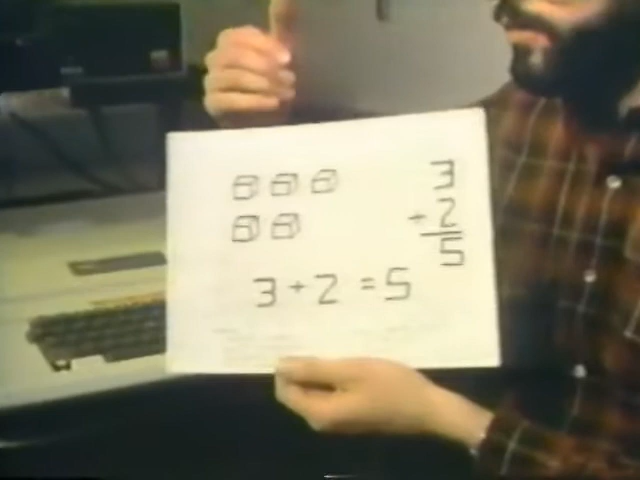 3
+ 2
5
3 + 2 = 5